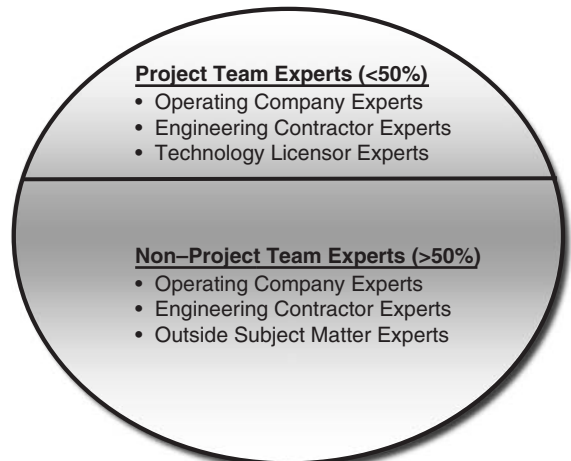 Project Team Experts (<50%)
• Operating Company Experts
• Engineering Contractor Experts
• Technology Licensor Experts
Non–Project Team Experts (>50%)
• Operating Company Experts
• Engineering Contractor Experts
• Outside Subject Matter Experts